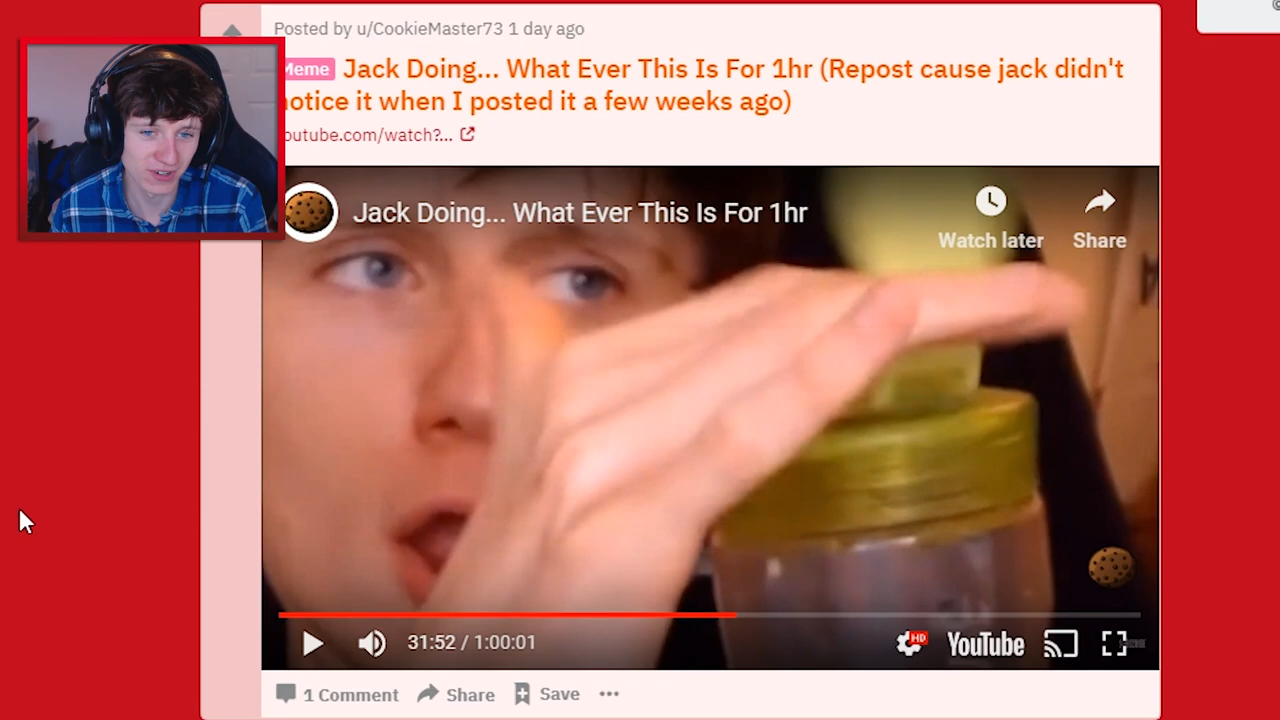 Posted by u/CookieMaster73 1 day ago
Meme Jack Doing... What Ever This Is For 1hr (Repost cause jack didn't
notice it when I posted it a few weeks ago)
youtube.com/watch?...
Jack Doing... What Ever This Is For 1hr
Watch later Share
31:52 / 1:00:01 HD YouTube
1 Comment Share Save